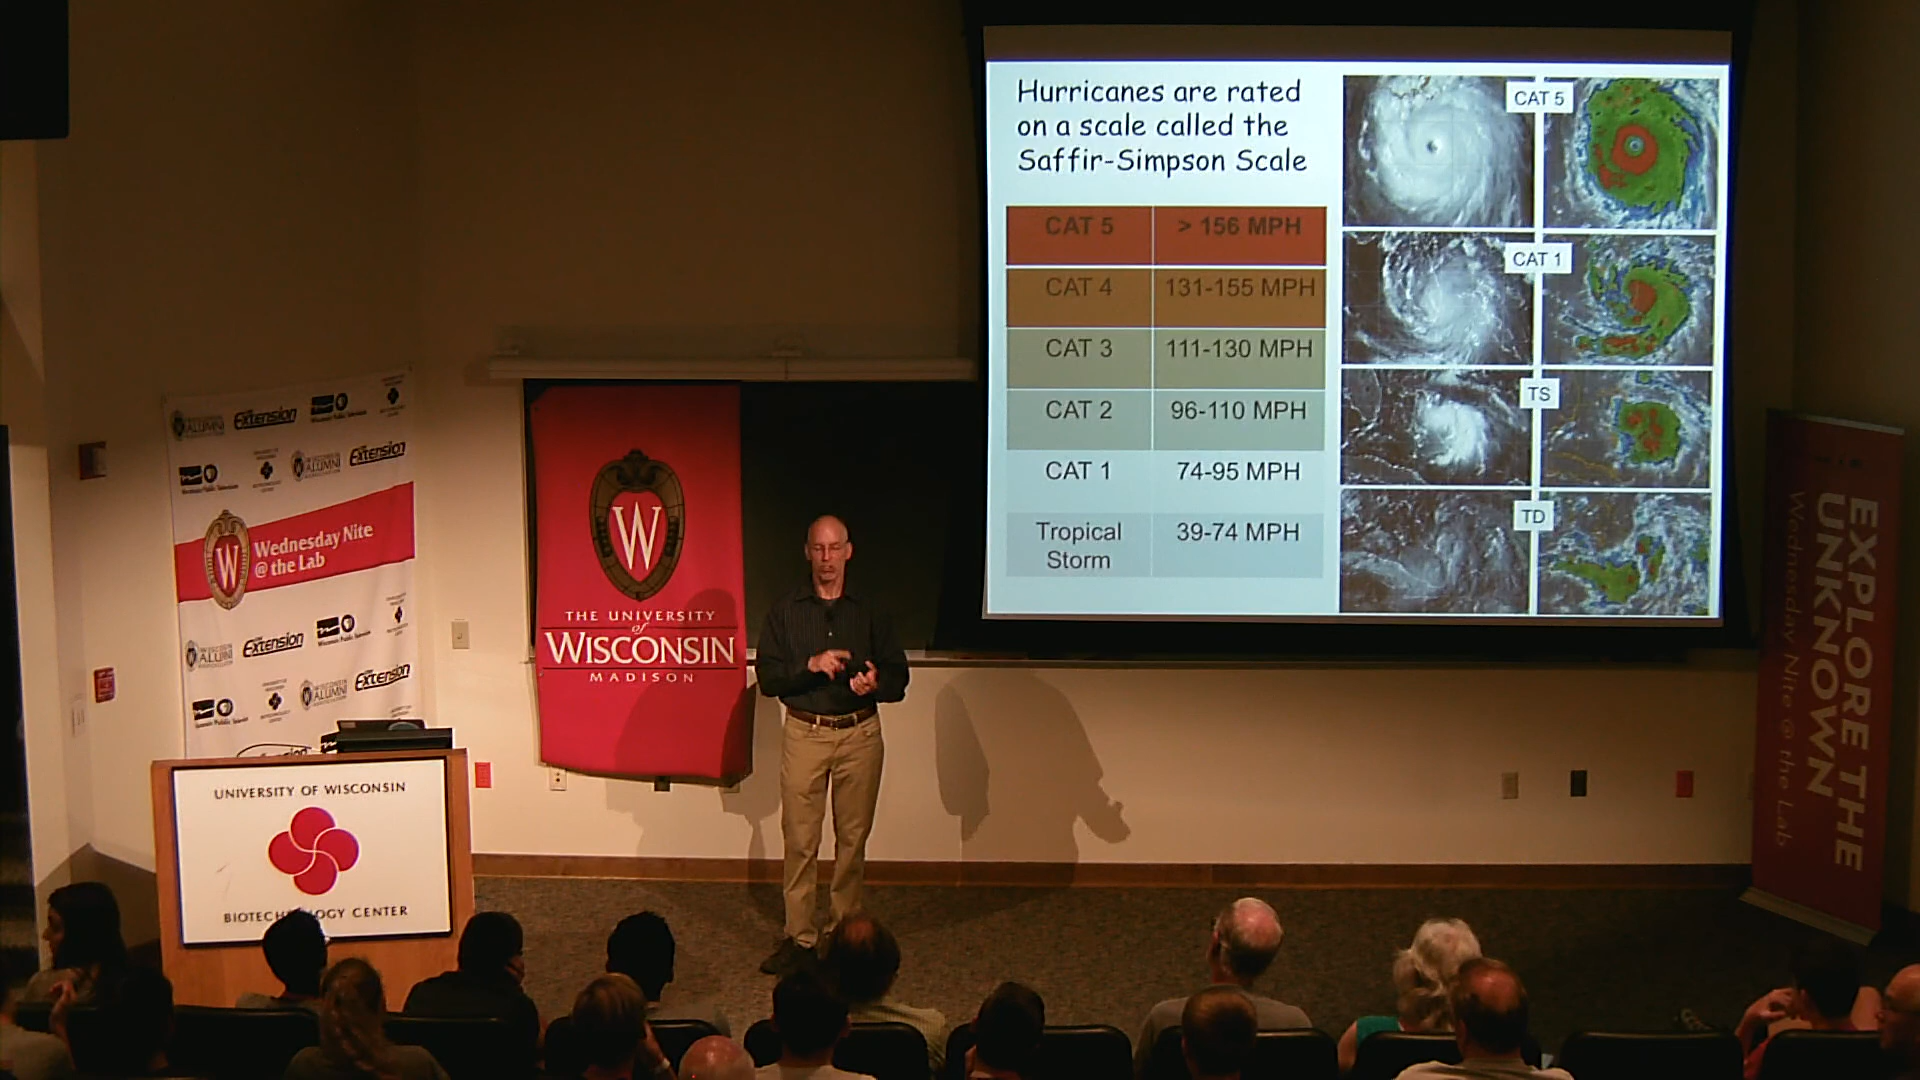 Hurricanes are rated
on a scale called the
Saffir-Simpson Scale
CAT 5 > 156 MPH
CAT 4 131-155 MPH
CAT 3 111-130 MPH
CAT 2 96-110 MPH
CAT 1 74-95 MPH
Tropical
Storm
39-74 MPH
CAT 5
CAT 1
TS
TD
Extension
ALUMNI
Extension
W
Wednesday Nite
@ the Lab
ALUMNI
Extension
ALUMNI
Extension
W
THE UNIVERSITY
of
WISCONSIN
MADISON
UNIVERSITY OF WISCONSIN
EXPLORE THE
UNKNOWN
Wednesday Nite @ the Lab